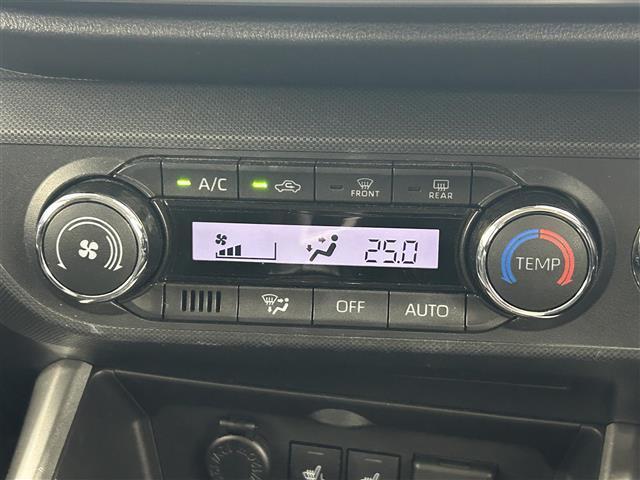 A/C
FRONT
REAR
25.0
TEMP
OFF
AUTO